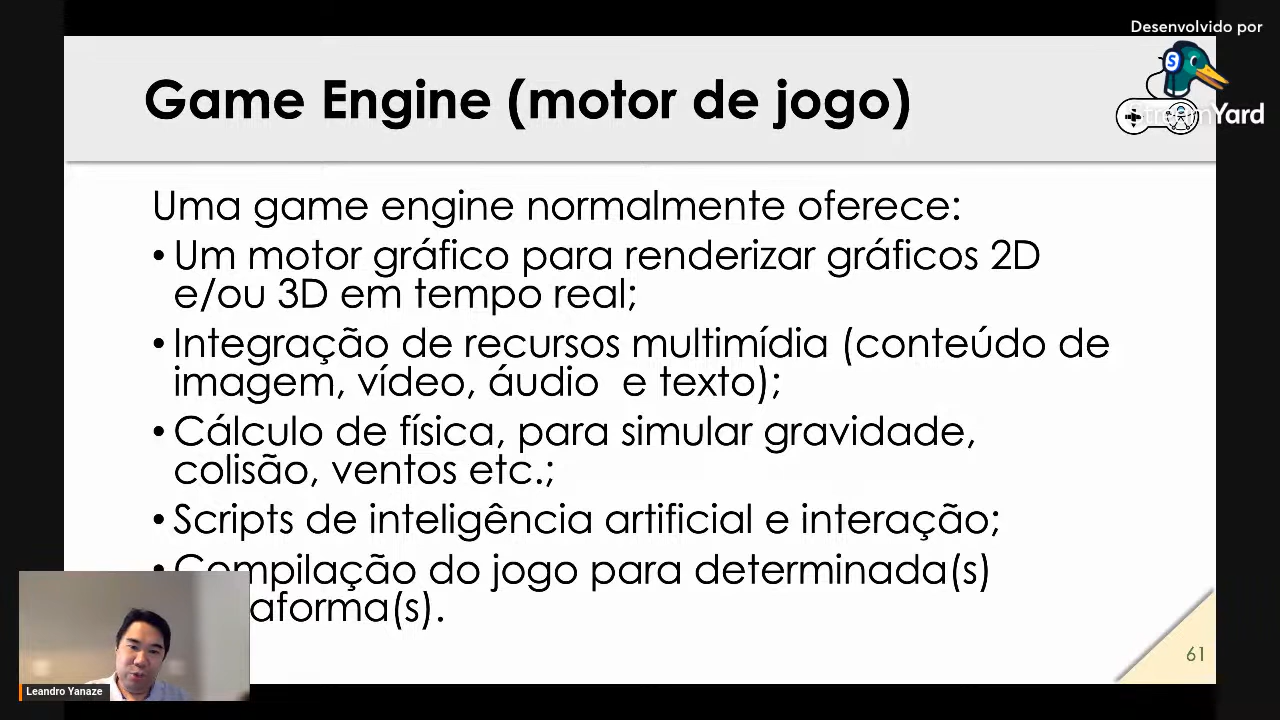 Desenvolvido por
StreamYard
Game Engine (motor de jogo)
Uma game engine normalmente oferece:
• Um motor gráfico para renderizar gráficos 2D
e/ou 3D em tempo real;
• Integração de recursos multimídia (conteúdo de
imagem, vídeo, áudio e texto);
• Cálculo de física, para simular gravidade,
colisão, ventos etc.;
• Scripts de inteligência artificial e interação;
• Compilação do jogo para determinada(s)
aforma(s).
61
Leandro Yanaze